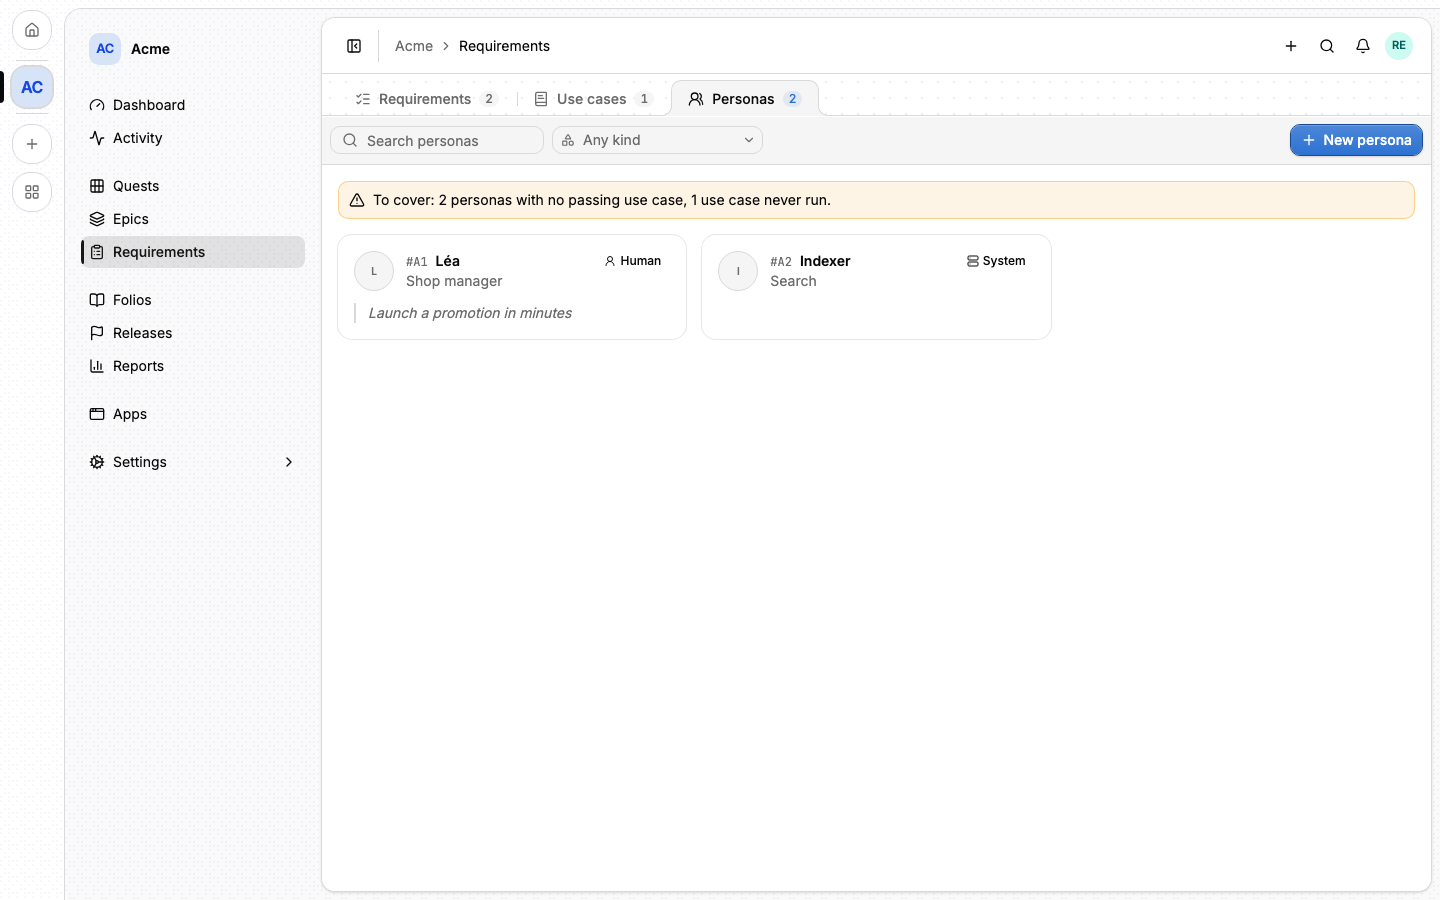 AC
AC Acme
Dashboard
Activity
Quests
Epics
Requirements
Folios
Releases
Reports
Apps
Settings
Acme > Requirements
RE
Requirements 2
Use cases 1
Personas 2
Search personas
Any kind
+ New persona
To cover: 2 personas with no passing use case, 1 use case never run.
L
#A1 Léa
Human
Shop manager
Launch a promotion in minutes
I
#A2 Indexer
System
Search